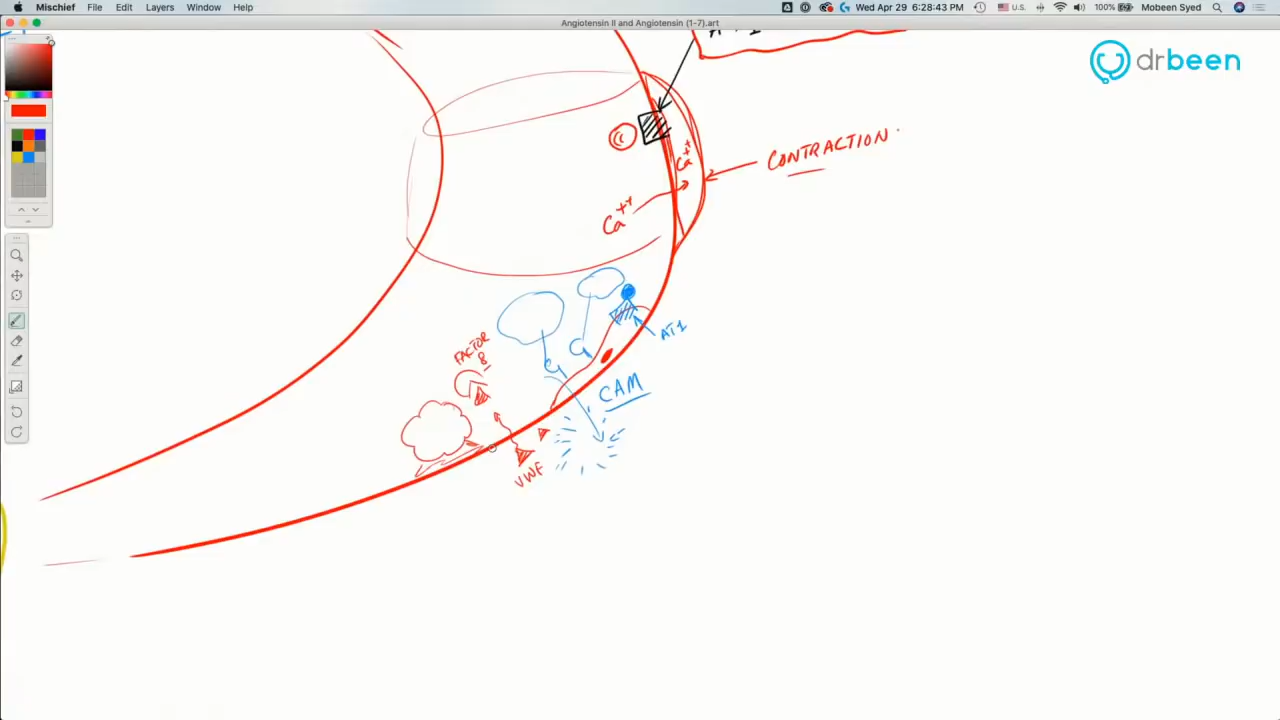 Mischief File Edit Layers Window Help
U.S. 100% Wed Apr 29 6:28:43 PM Mobeen Syed
Angiotensin II and Angiotensin (1-7).art
drbeen
CONTRACTION
Ca++
Ca++
AT1
FACTOR
8
CAM
VWF